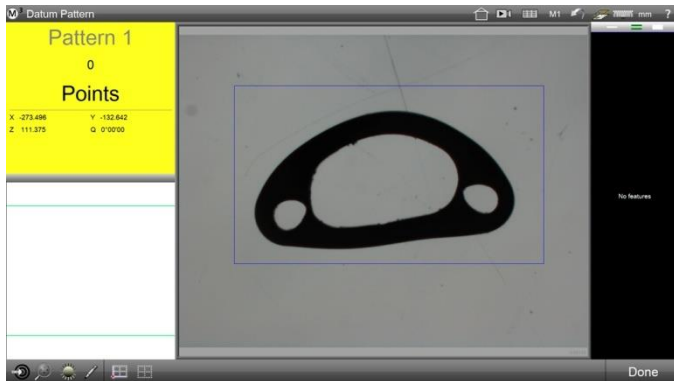 M3 Datum Pattern
M1
mm
?
Pattern 1
0
Points
X -273.496 Y -132.642
Z 111.375 Q 0°00'00
No features
Done